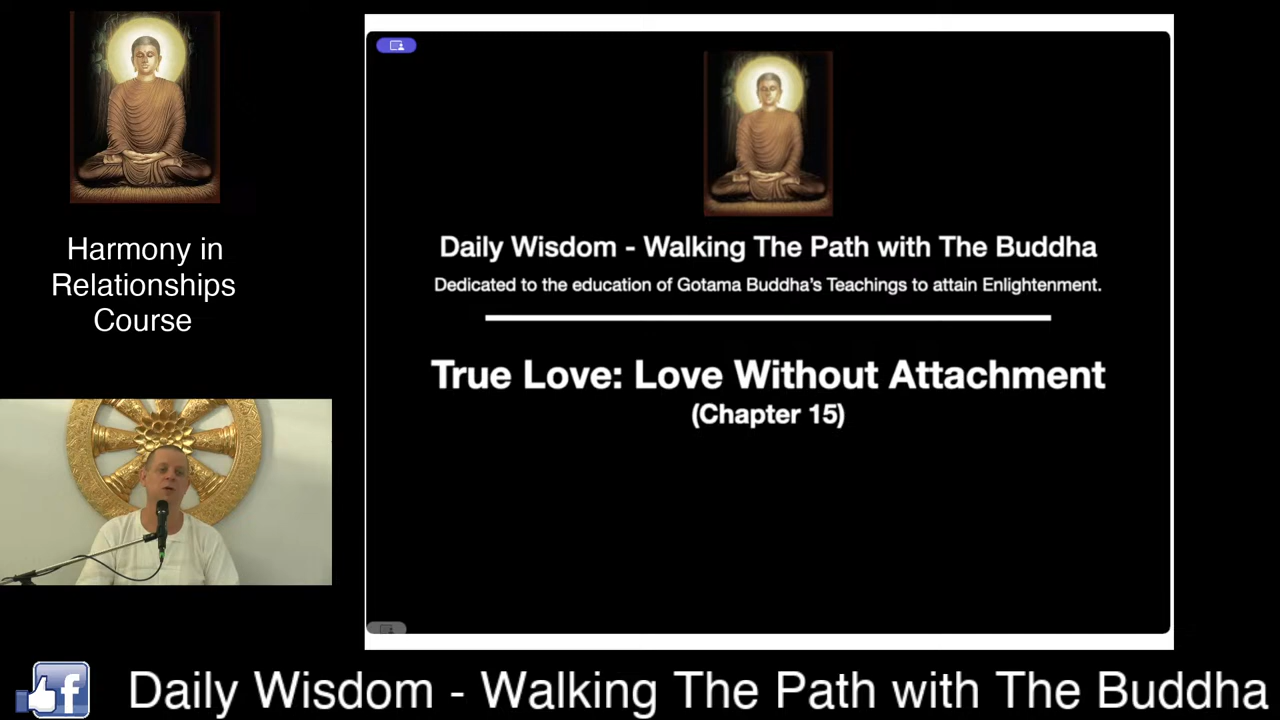 Harmony in
Relationships
Course
Daily Wisdom - Walking The Path with The Buddha
Dedicated to the education of Gotama Buddha's Teachings to attain Enlightenment.
True Love: Love Without Attachment
(Chapter 15)
f
Daily Wisdom - Walking The Path with The Buddha